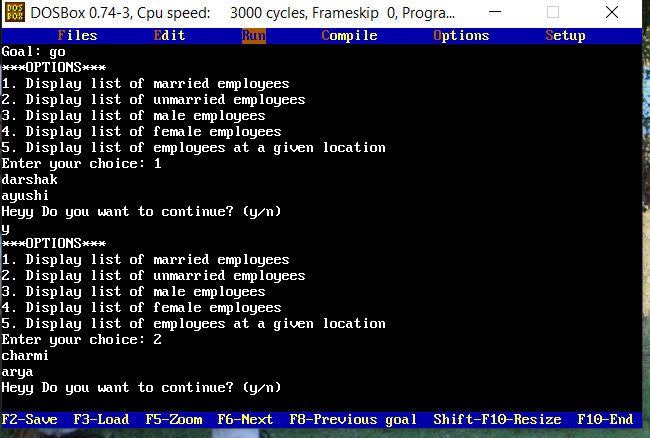 DOS
BOX
DOSBox 0.74-3, Cpu speed: 3000 cycles, Frameskip 0, Progra...
Files Edit Run Compile Options Setup
Goal: go
***OPTIONS***
1. Display list of married employees
2. Display list of unmarried employees
3. Display list of male employees
4. Display list of female employees
5. Display list of employees at a given location
Enter your choice: 1
darshak
ayushi
Heyy Do you want to continue? (y/n)
y
***OPTIONS***
1. Display list of married employees
2. Display list of unmarried employees
3. Display list of male employees
4. Display list of female employees
5. Display list of employees at a given location
Enter your choice: 2
charmi
arya
Heyy Do you want to continue? (y/n)
F2-Save F3-Load F5-Zoom F6-Next F8-Previous goal Shift-F10-Resize F10-End